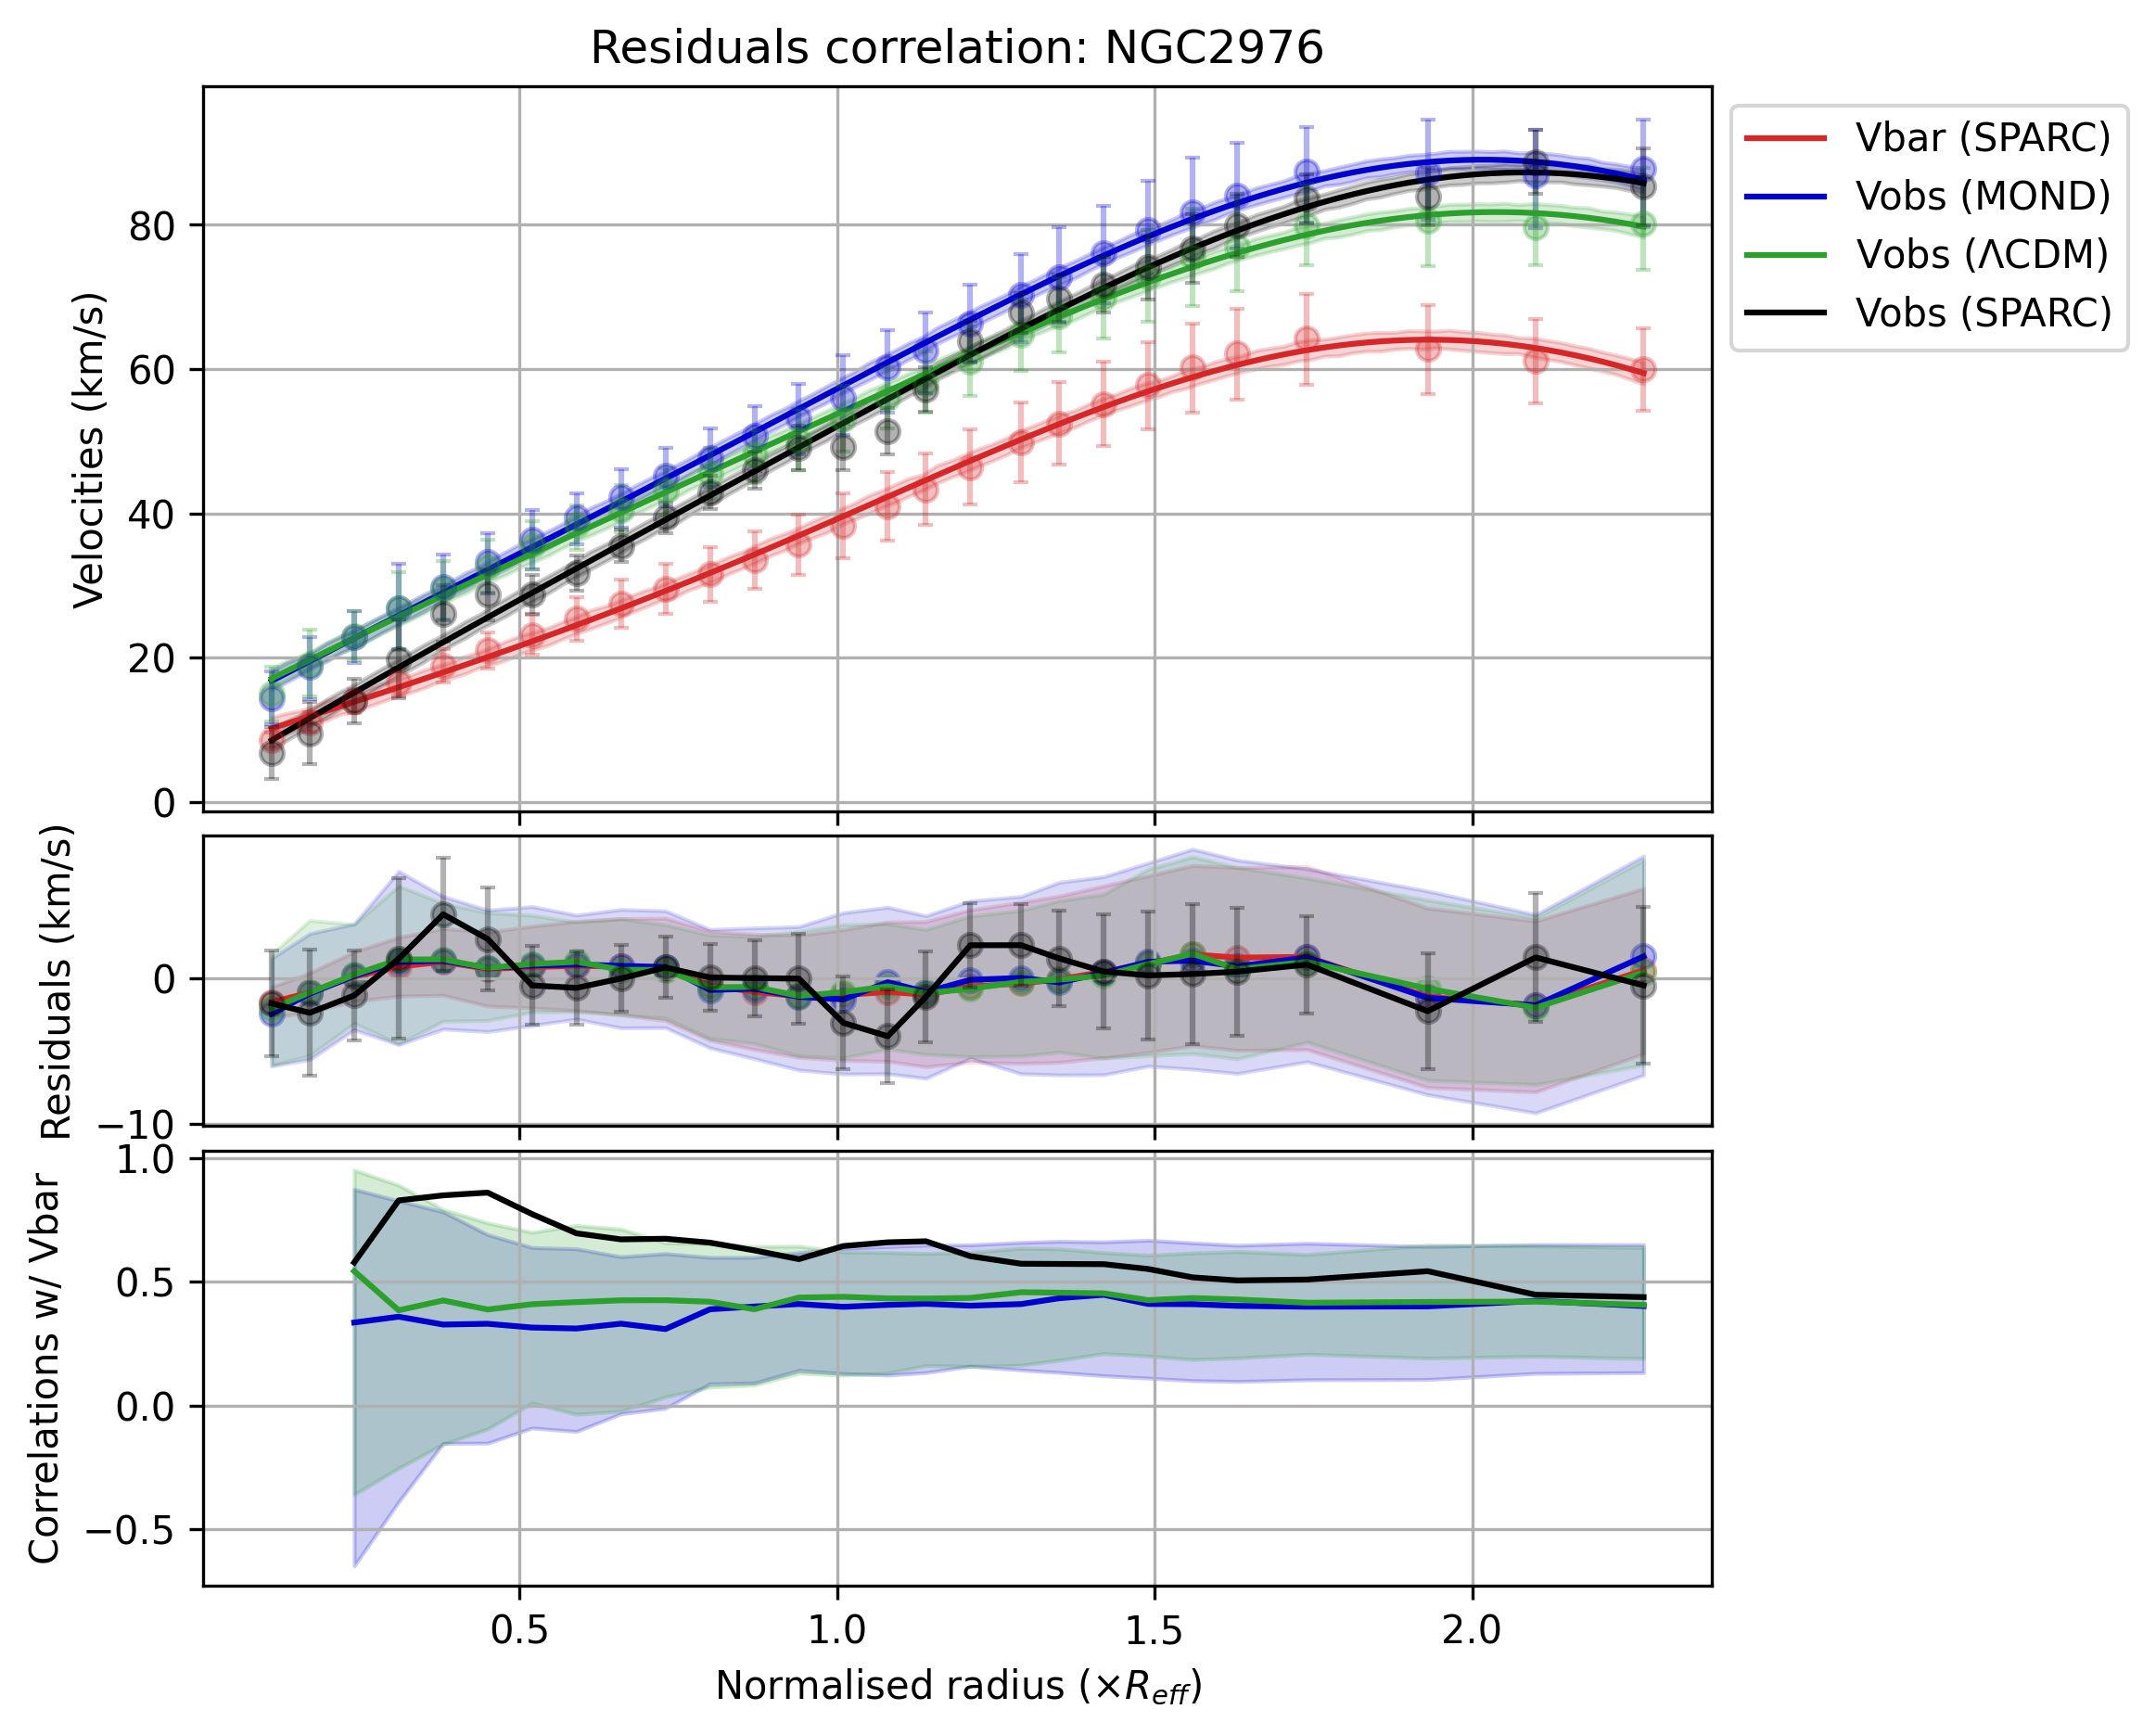 Residuals correlation: NGC2976
Velocities (km/s)
80
60
40
20
0
Vbar (SPARC)
Vobs (MOND)
Vobs (ΛCDM)
Vobs (SPARC)
Residuals (km/s)
0
−10
Correlations w/ Vbar
1.0
0.5
0.0
−0.5
0.5 1.0 1.5 2.0
Normalised radius (×R_eff)